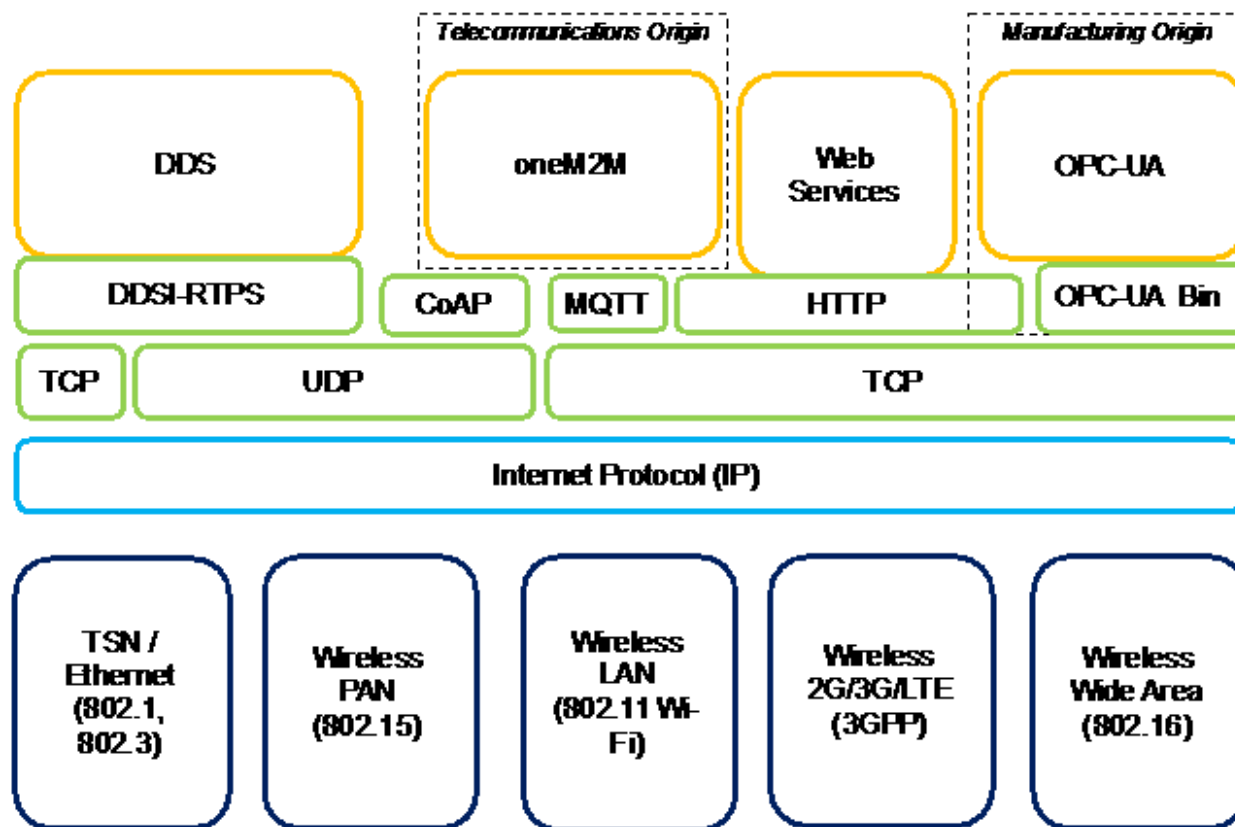 Telecommunications Origin
Manufacturing Origin
DDS
oneM2M
Web
Services
OPC-UA
DDSI-RTPS
CoAP
MQTT
HTTP
OPC-UA Bin
TCP
UDP
TCP
Internet Protocol (IP)
TSN /
Ethernet
(802.1,
802.3)
Wireless
PAN
(802.15)
Wireless
LAN
(802.11 Wi-
Fi)
Wireless
2G/3G/LTE
(3GPP)
Wireless
Wide Area
(802.16)